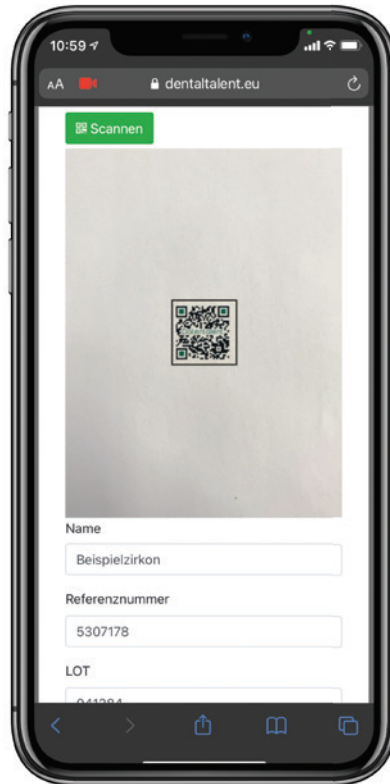 10:59
AA dentaltalent.eu
Scannen
Name
Beispielzirkon
Referenznummer
5307178
LOT